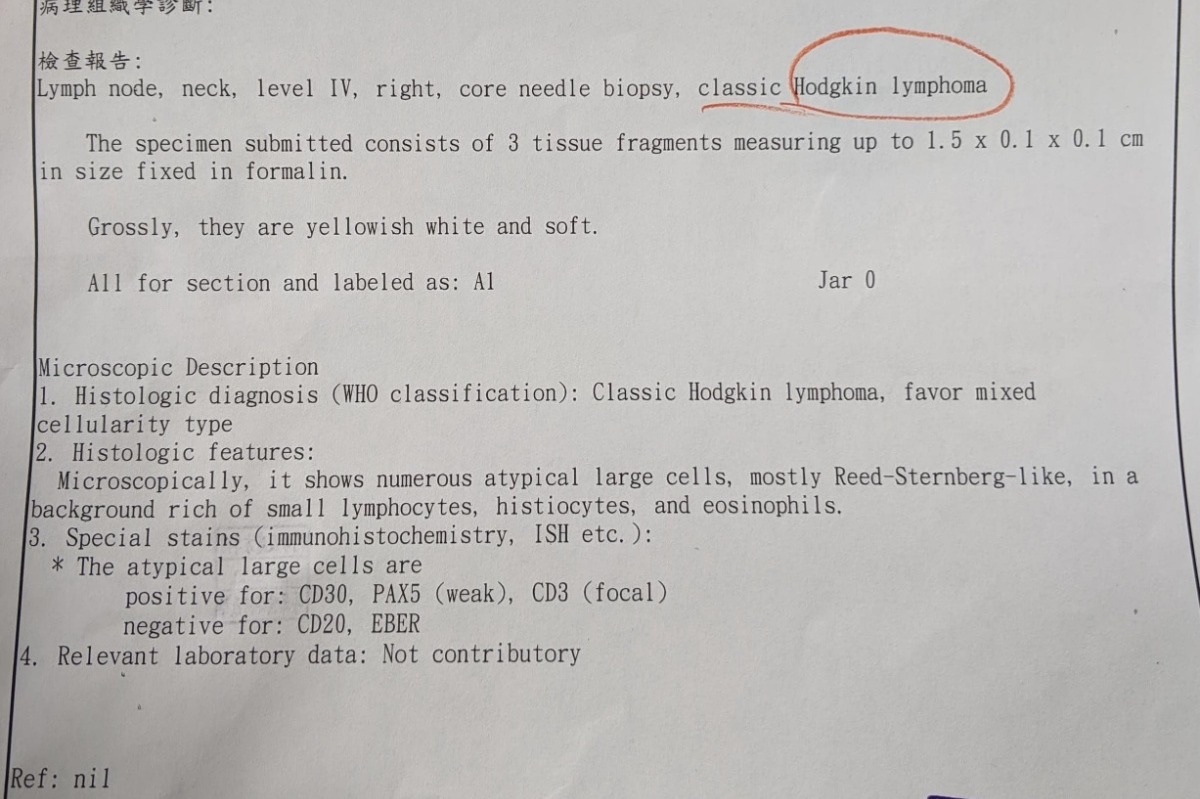 病理組織學診斷:
檢查報告:
Lymph node, neck, level IV, right, core needle biopsy, classic Hodgkin lymphoma
The specimen submitted consists of 3 tissue fragments measuring up to 1.5 x 0.1 x 0.1 cm
in size fixed in formalin.
Grossly, they are yellowish white and soft.
All for section and labeled as: A1 Jar 0
Microscopic Description
1. Histologic diagnosis (WHO classification): Classic Hodgkin lymphoma, favor mixed
cellularity type
2. Histologic features:
Microscopically, it shows numerous atypical large cells, mostly Reed-Sternberg-like, in a
background rich of small lymphocytes, histiocytes, and eosinophils.
3. Special stains (immunohistochemistry, ISH etc.):
* The atypical large cells are
positive for: CD30, PAX5 (weak), CD3 (focal)
negative for: CD20, EBER
4. Relevant laboratory data: Not contributory
Ref: nil